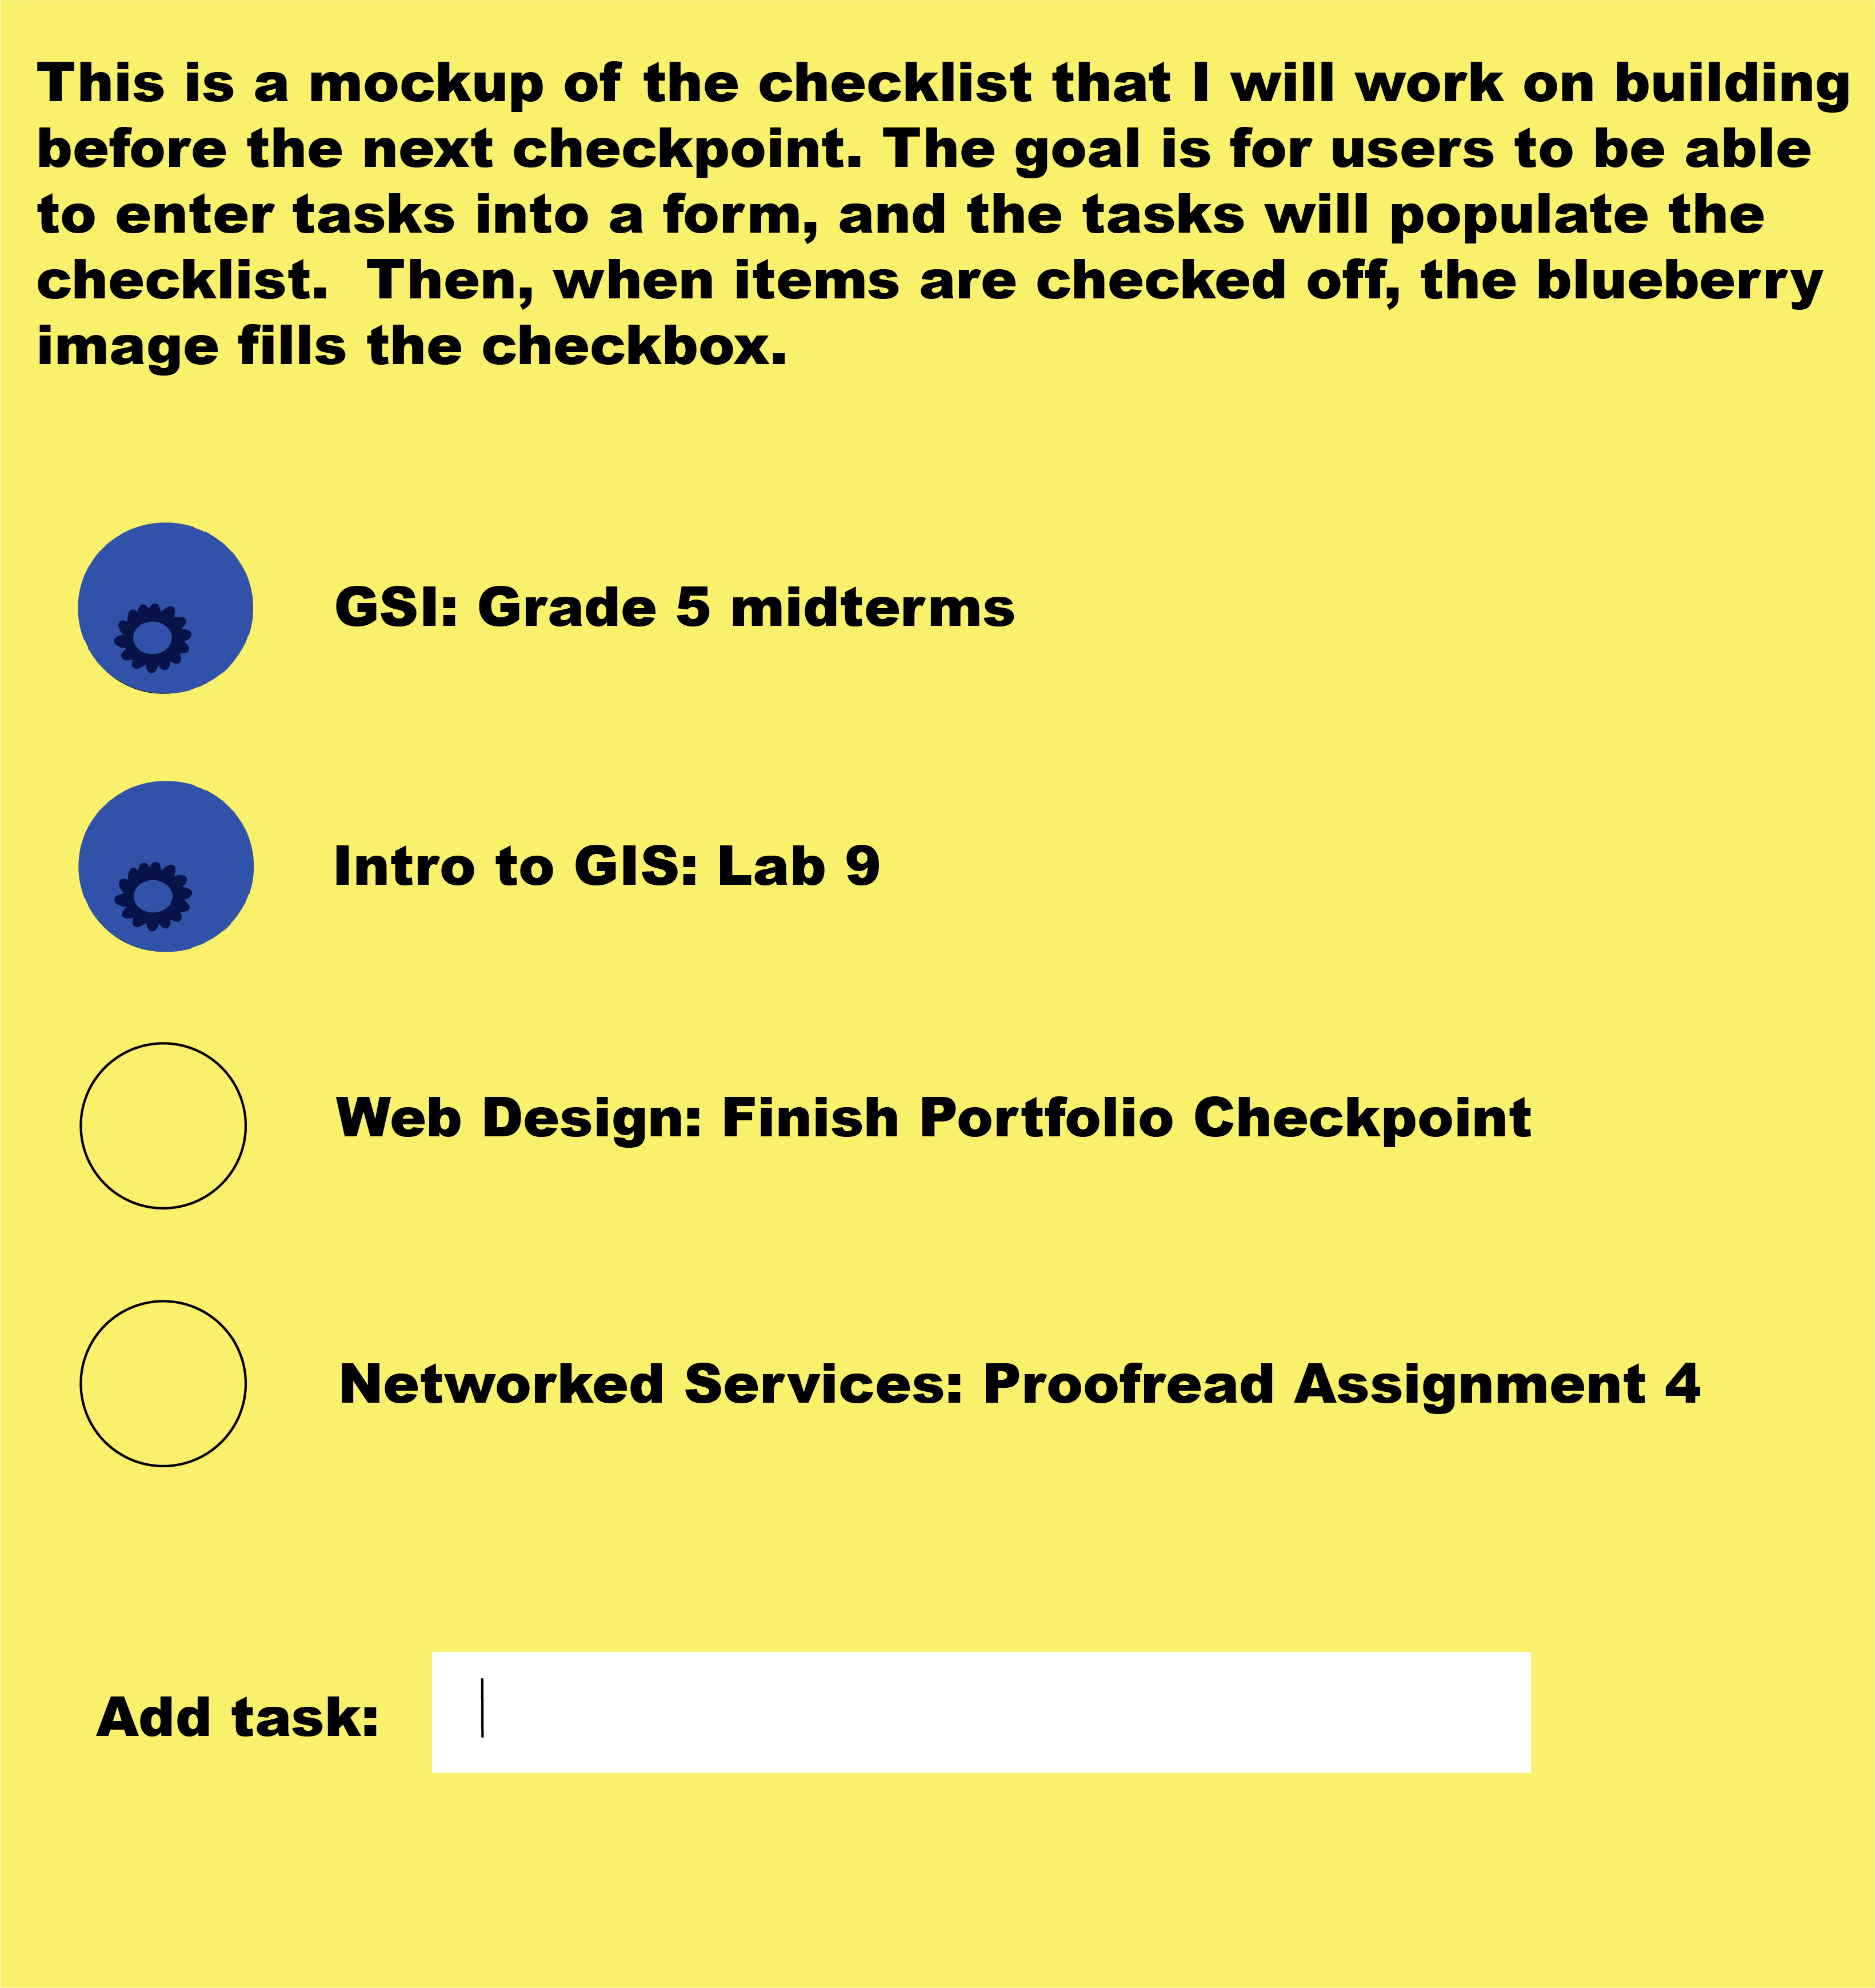 This is a mockup of the checklist that I will work on building
before the next checkpoint. The goal is for users to be able
to enter tasks into a form, and the tasks will populate the
checklist.  Then, when items are checked off, the blueberry
image fills the checkbox.
GSI: Grade 5 midterms
Intro to GIS: Lab 9
Web Design: Finish Portfolio Checkpoint
Networked Services: Proofread Assignment 4
Add task: